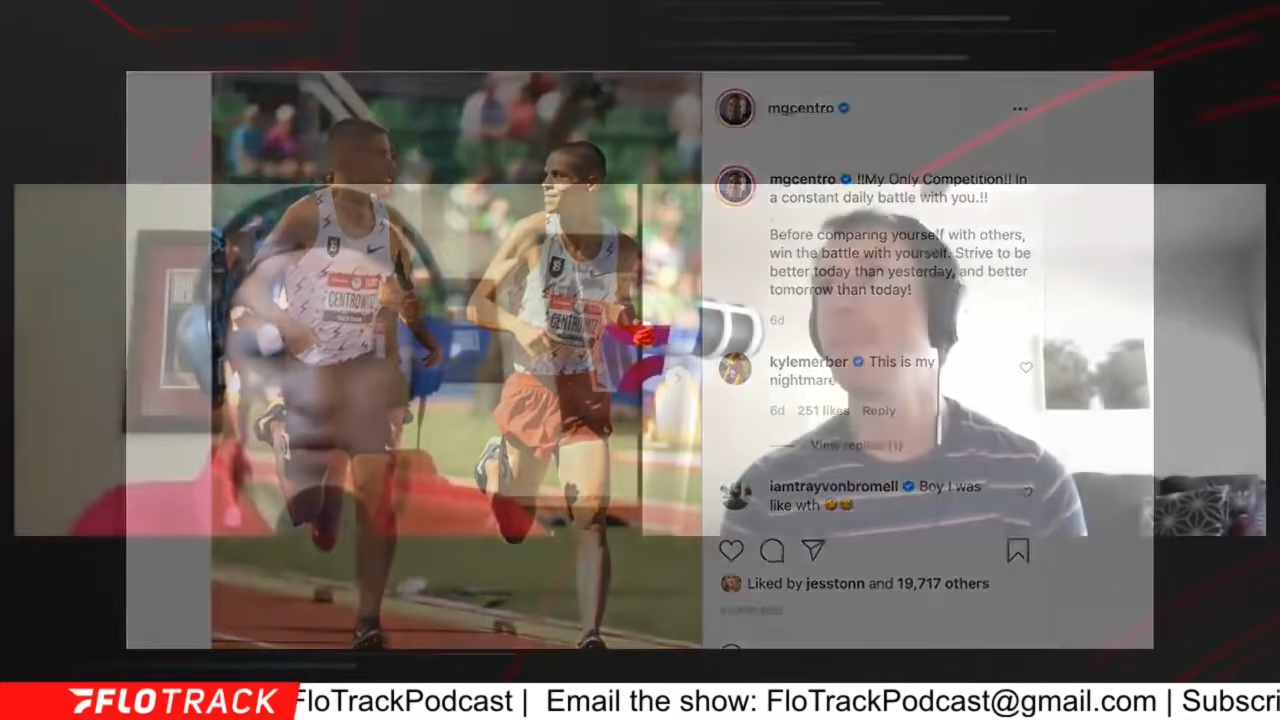 mgcentro
mgcentro !!My Only Competition!! In
a constant daily battle with you.!!
Before comparing yourself with others,
win the battle with yourself. Strive to be
better today than yesterday, and better
tomorrow than today!
6d
kylemerber This is my
nightmare
6d 251 likes Reply
View replies (1)
iamtrayvonbromell Boy I was
like wth
Liked by jesstonn and 19,717 others
CENTROWITZ
CENTROWITZ
FLOTRACK
FloTrackPodcast | Email the show: FloTrackPodcast@gmail.com | Subscri